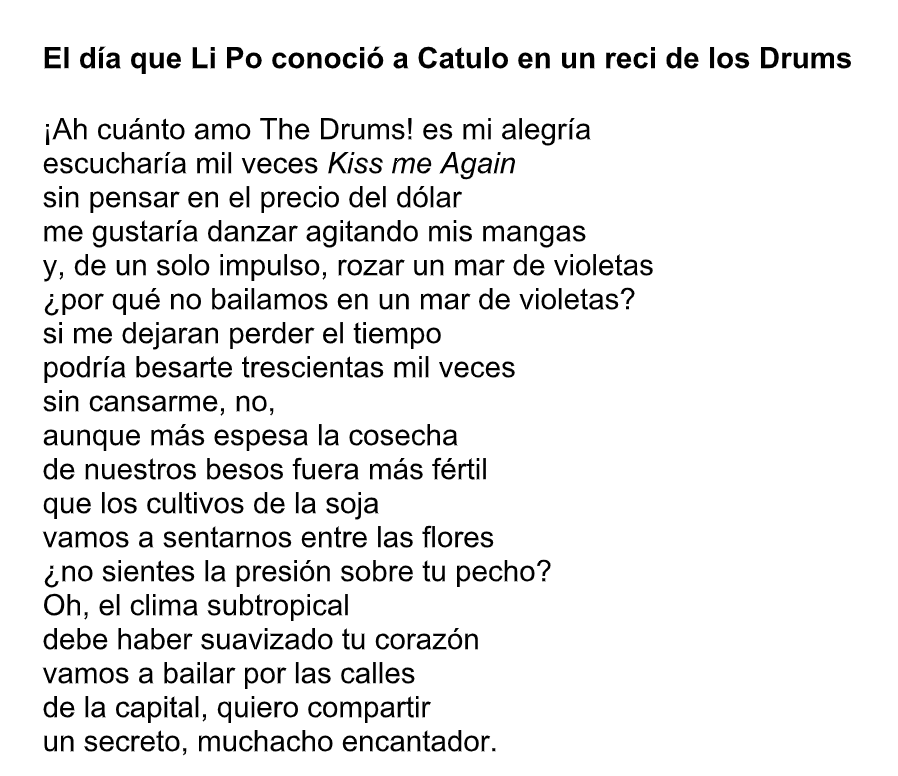 El día que Li Po conoció a Catulo en un reci de los Drums
¡Ah cuánto amo The Drums! es mi alegría
escucharía mil veces Kiss me Again
sin pensar en el precio del dólar
me gustaría danzar agitando mis mangas
y, de un solo impulso, rozar un mar de violetas
¿por qué no bailamos en un mar de violetas?
si me dejaran perder el tiempo
podría besarte trescientas mil veces
sin cansarme, no,
aunque más espesa la cosecha
de nuestros besos fuera más fértil
que los cultivos de la soja
vamos a sentarnos entre las flores
¿no sientes la presión sobre tu pecho?
Oh, el clima subtropical
debe haber suavizado tu corazón
vamos a bailar por las calles
de la capital, quiero compartir
un secreto, muchacho encantador.